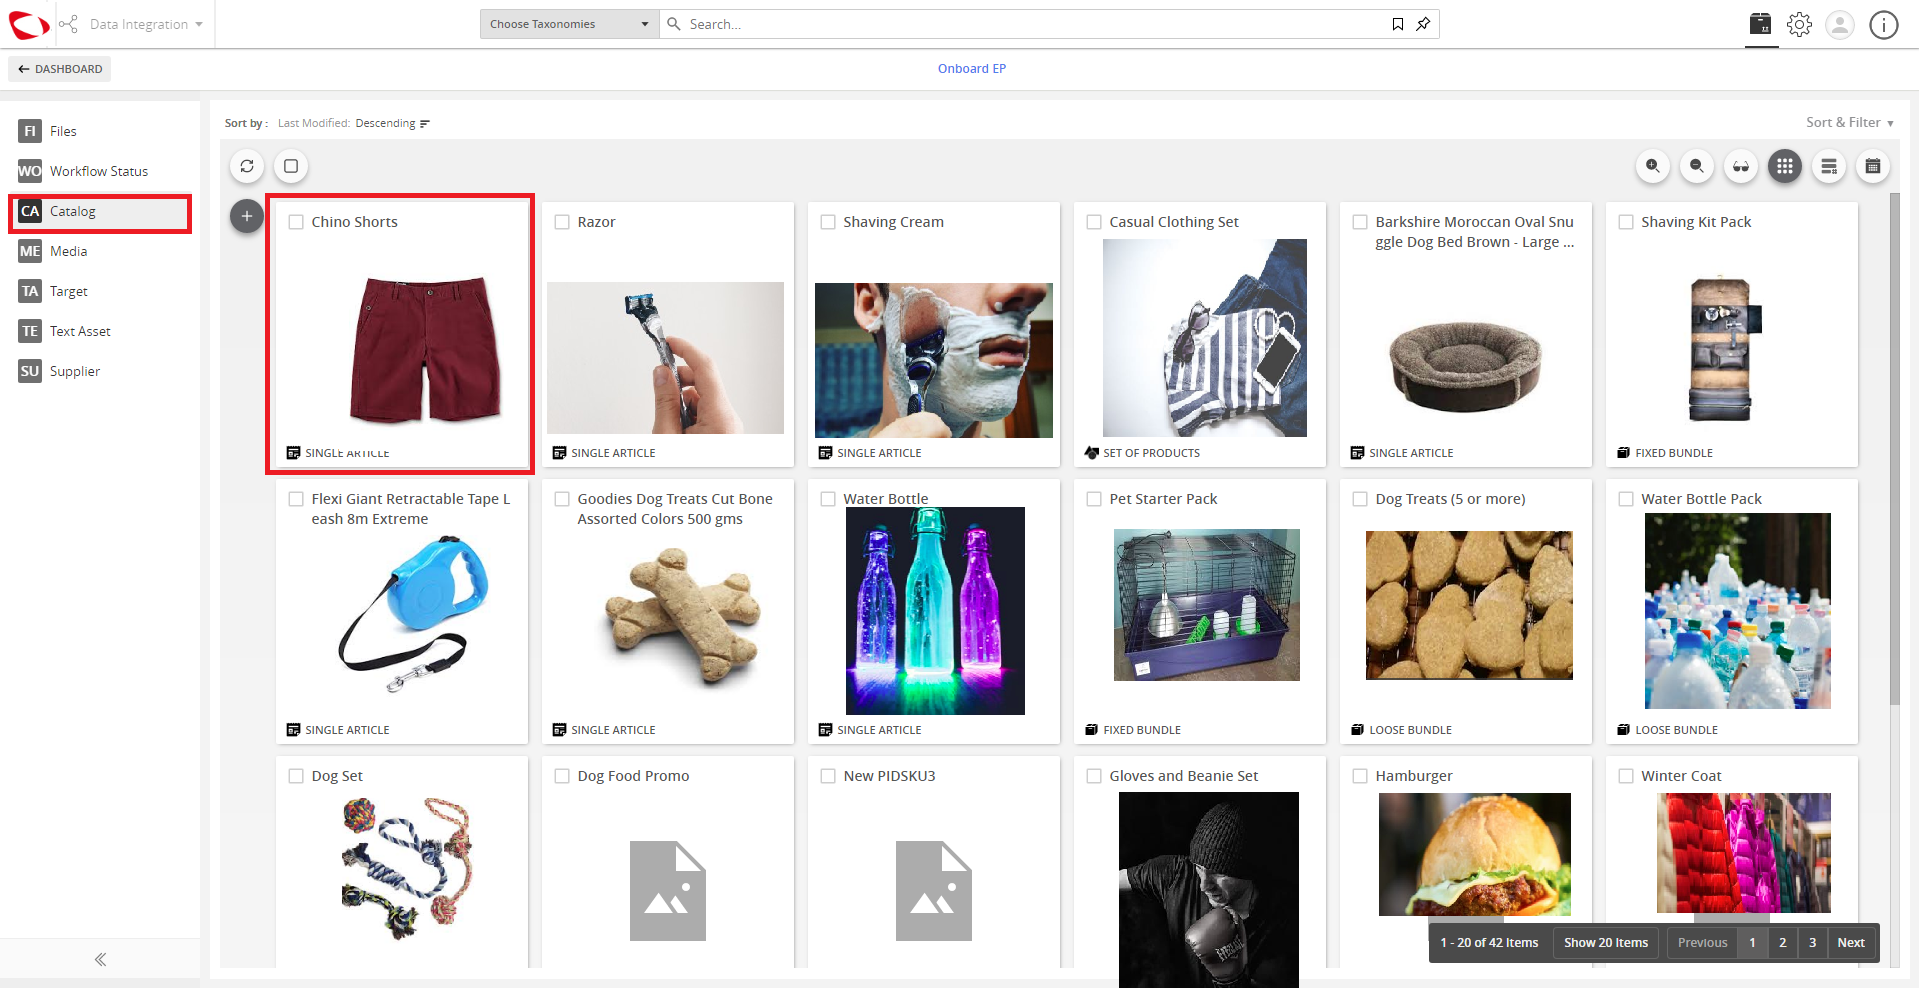 Data Integration
Choose Taxonomies
Search...
DASHBOARD
Onboard EP
FI Files
WO Workflow Status
CA Catalog
ME Media
TA Target
TE Text Asset
SU Supplier
Sort by : Last Modified: Descending
Sort & Filter
Chino Shorts
SINGLE ARTICLE
Razor
SINGLE ARTICLE
Shaving Cream
SINGLE ARTICLE
Casual Clothing Set
SET OF PRODUCTS
Barkshire Moroccan Oval Snu
ggle Dog Bed Brown - Large ...
SINGLE ARTICLE
Shaving Kit Pack
FIXED BUNDLE
Flexi Giant Retractable Tape L
eash 8m Extreme
SINGLE ARTICLE
Goodies Dog Treats Cut Bone
Assorted Colors 500 gms
SINGLE ARTICLE
Water Bottle
SINGLE ARTICLE
Pet Starter Pack
FIXED BUNDLE
Dog Treats (5 or more)
LOOSE BUNDLE
Water Bottle Pack
LOOSE BUNDLE
Dog Set
Dog Food Promo
New PIDSKU3
Gloves and Beanie Set
Hamburger
Winter Coat
1 - 20 of 42 Items Show 20 Items Previous 1 2 3 Next